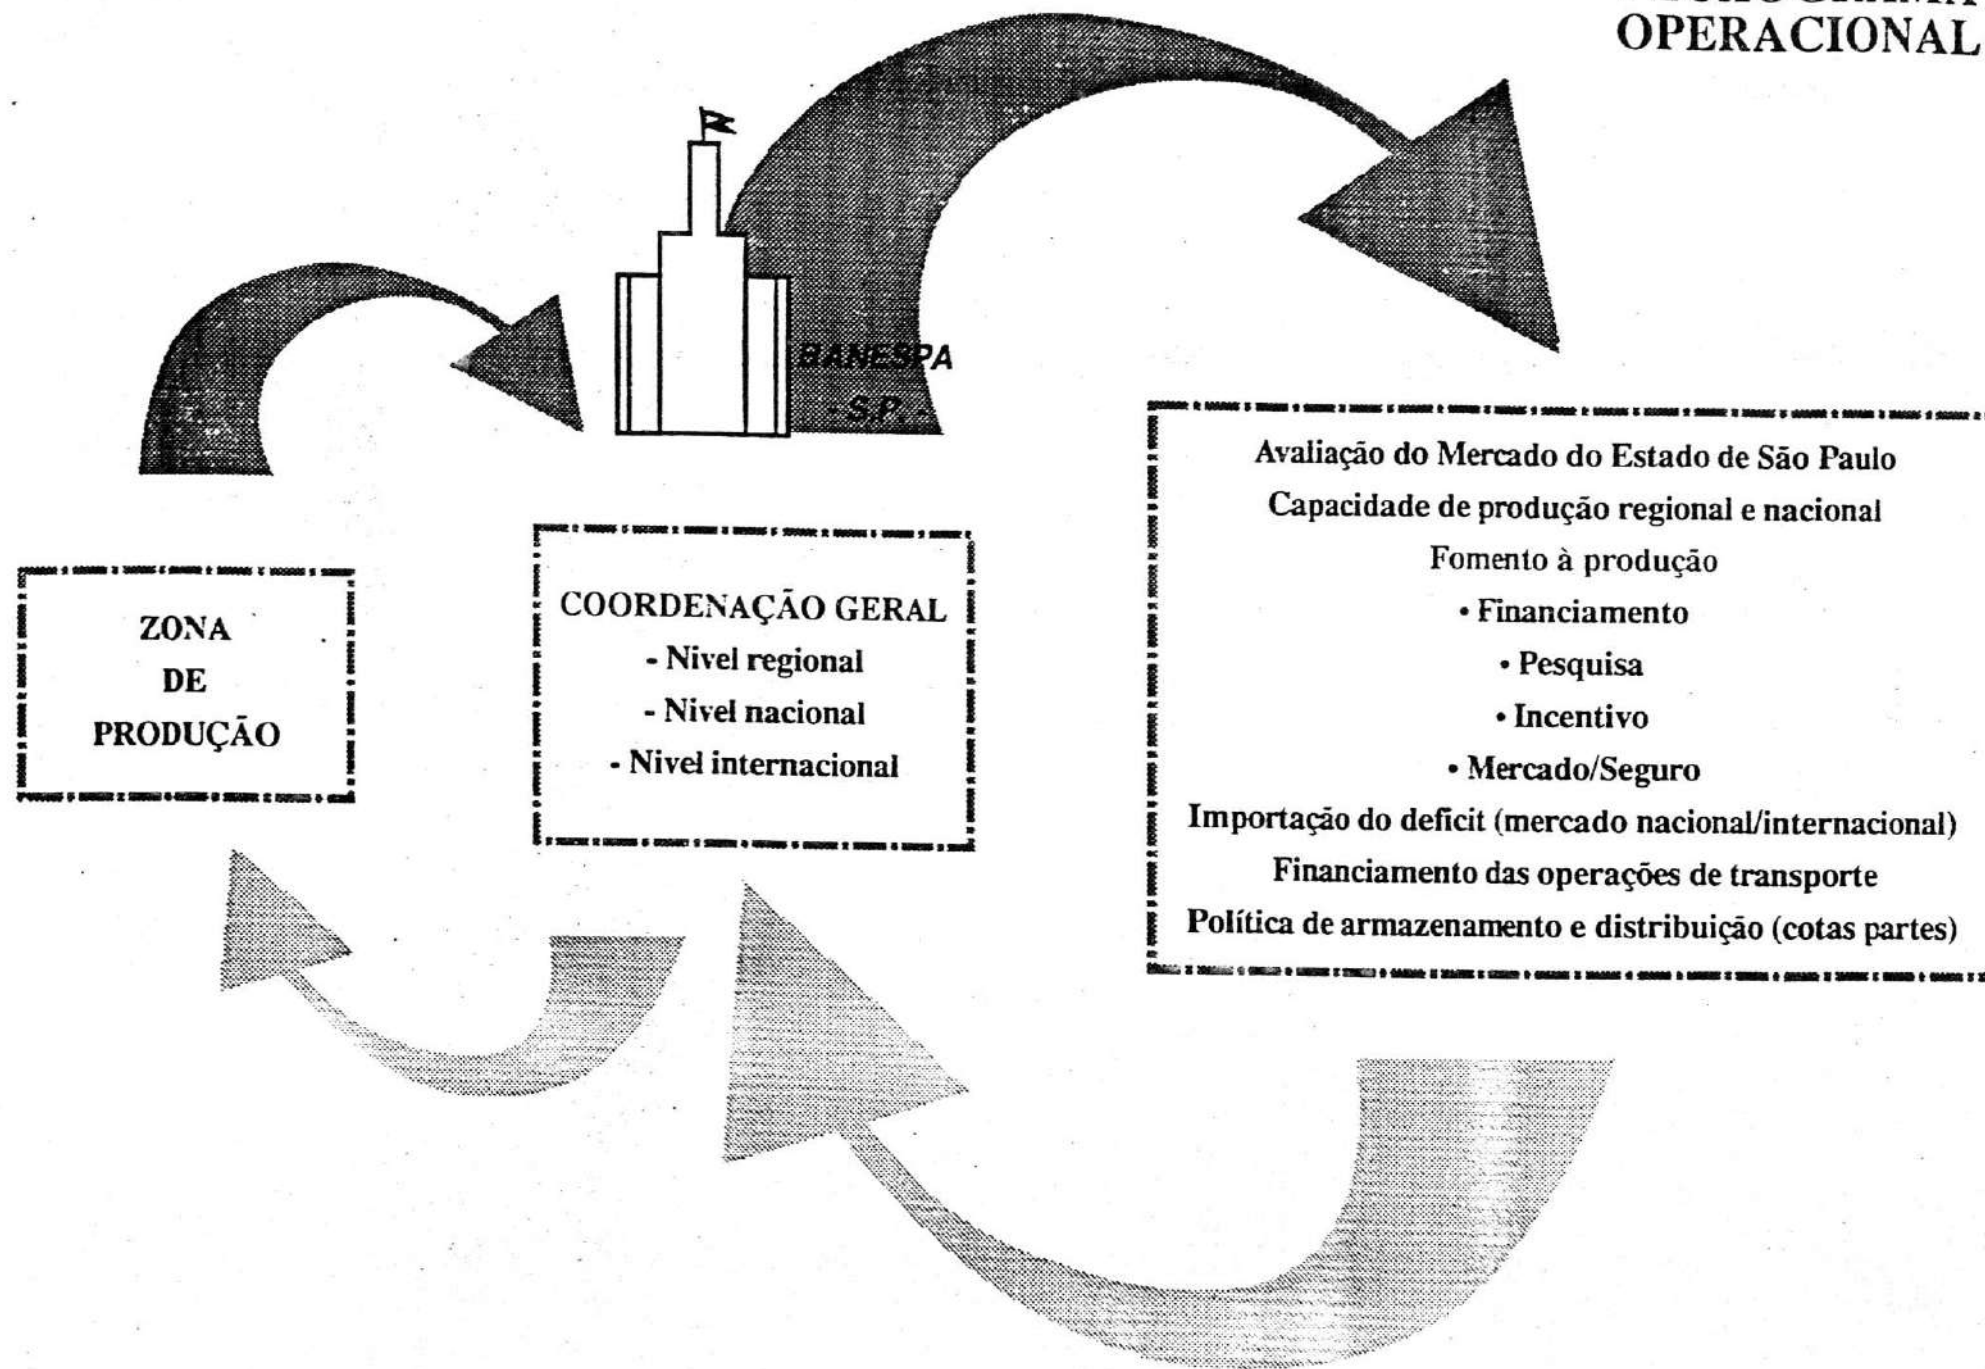 OPERACIONAL
BANESPA
- S.P. -
ZONA
DE
PRODUÇÃO
COORDENAÇÃO GERAL
- Nivel regional
- Nivel nacional
- Nivel internacional
Avaliação do Mercado do Estado de São Paulo
Capacidade de produção regional e nacional
Fomento à produção
• Financiamento
• Pesquisa
• Incentivo
• Mercado/Seguro
Importação do deficit (mercado nacional/internacional)
Financiamento das operações de transporte
Política de armazenamento e distribuição (cotas partes)